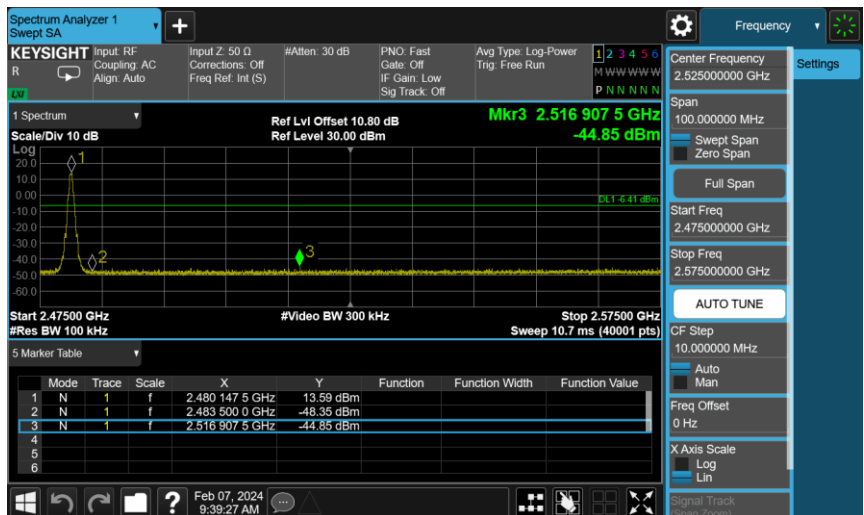 Spectrum Analyzer 1
Swept SA
Frequency
KEYSIGHT
R
LXI
Input: RF
Coupling: AC
Align: Auto
Input Z: 50 Ω
Corrections: Off
Freq Ref: Int (S)
#Atten: 30 dB
PNO: Fast
Gate: Off
IF Gain: Low
Sig Track: Off
Avg Type: Log-Power
Trig: Free Run
1 2 3 4 5 6
M W W W W W
P N N N N N
1 Spectrum
Scale/Div 10 dB
Ref Lvl Offset 10.80 dB
Ref Level 30.00 dBm
Mkr3 2.516 907 5 GHz
-44.85 dBm
Log
20.0
10.0
0.00
-10.0
-20.0
-30.0
-40.0
-50.0
-60.0
1
2
3
DL1 -6.41 dBm
Start 2.47500 GHz
#Res BW 100 kHz
#Video BW 300 kHz
Stop 2.57500 GHz
Sweep 10.7 ms (40001 pts)
5 Marker Table
Mode Trace Scale X Y Function Function Width Function Value
1 N 1 f 2.480 147 5 GHz 13.59 dBm
2 N 1 f 2.483 500 0 GHz -48.35 dBm
3 N 1 f 2.516 907 5 GHz -44.85 dBm
4
5
6
Feb 07, 2024
9:39:27 AM
Center Frequency
2.525000000 GHz
Span
100.000000 MHz
Swept Span
Zero Span
Full Span
Start Freq
2.475000000 GHz
Stop Freq
2.575000000 GHz
AUTO TUNE
CF Step
10.000000 MHz
Auto
Man
Freq Offset
0 Hz
X Axis Scale
Log
Lin
Signal Track
(Span Zoom)
Settings